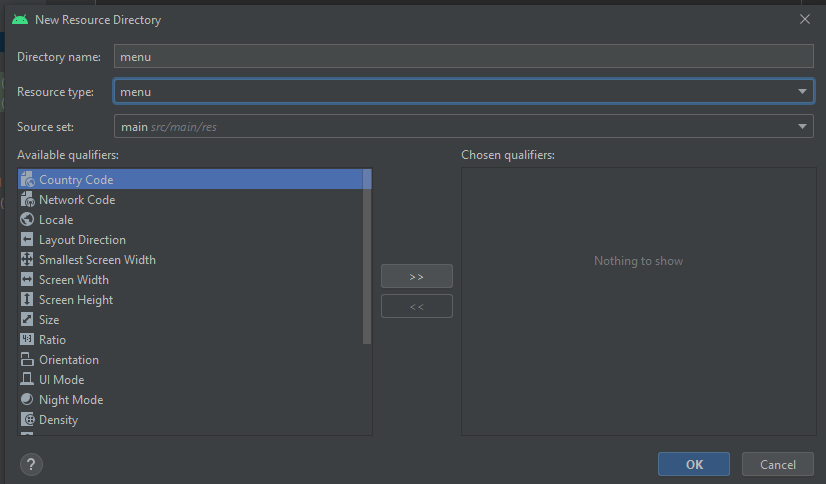 New Resource Directory
Directory name: menu
Resource type: menu
Source set: main src/main/res
Available qualifiers: Chosen qualifiers:
Country Code
Network Code
Locale
Layout Direction
Smallest Screen Width
Screen Width
Screen Height
Size
Ratio
Orientation
UI Mode
Night Mode
Density
>>
<<
Nothing to show
? OK Cancel